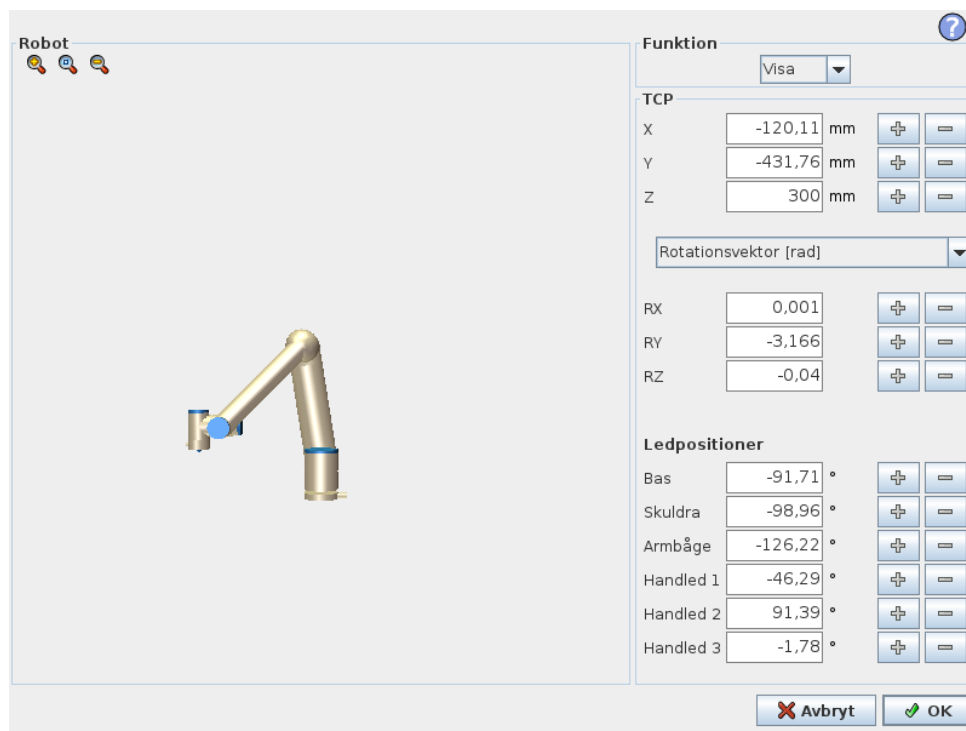 Robot
Funktion
Visa
TCP
X -120,11 mm
Y -431,76 mm
Z 300 mm
Rotationsvektor [rad]
RX 0,001
RY -3,166
RZ -0,04
Ledpositioner
Bas -91,71 °
Skuldra -98,96 °
Armbåge -126,22 °
Handled 1 -46,29 °
Handled 2 91,39 °
Handled 3 -1,78 °
Avbryt OK